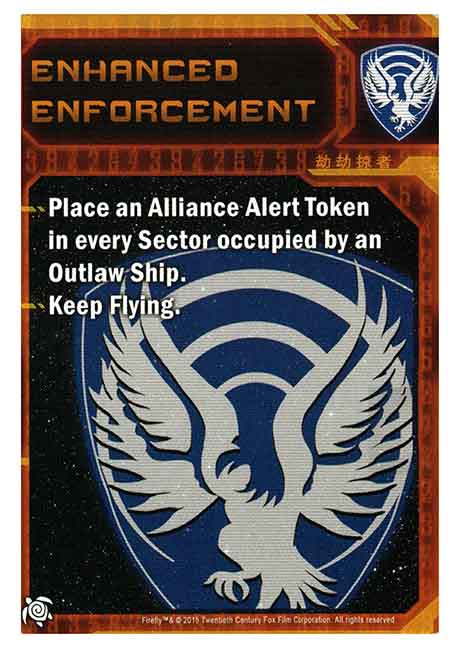 ENHANCED
ENFORCEMENT
劫劫掠者
Place an Alliance Alert Token
in every Sector occupied by an
Outlaw Ship.
Keep Flying.
Firefly™& © 2015 Twentieth Century Fox Film Corporation. All rights reserved